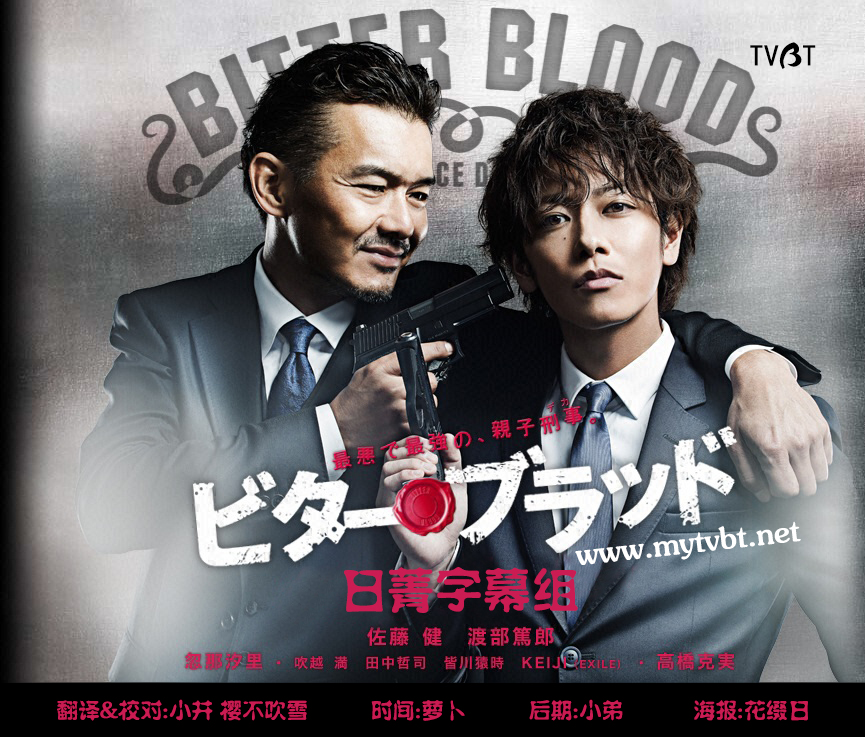 BITTER BLOOD
TVBT
CE D
デカ
最悪で最強の、親子刑事。
ビター・ブラッド
www.mytvbt.net
日菁字幕组
佐藤 健 渡部篤郎
忽那汐里・吹越 満 田中哲司 皆川猿時 KEIJI(EXILE)・高橋克実
翻译&校对:小井 樱不吹雪 时间:萝卜 后期:小弟 海报:花缀日